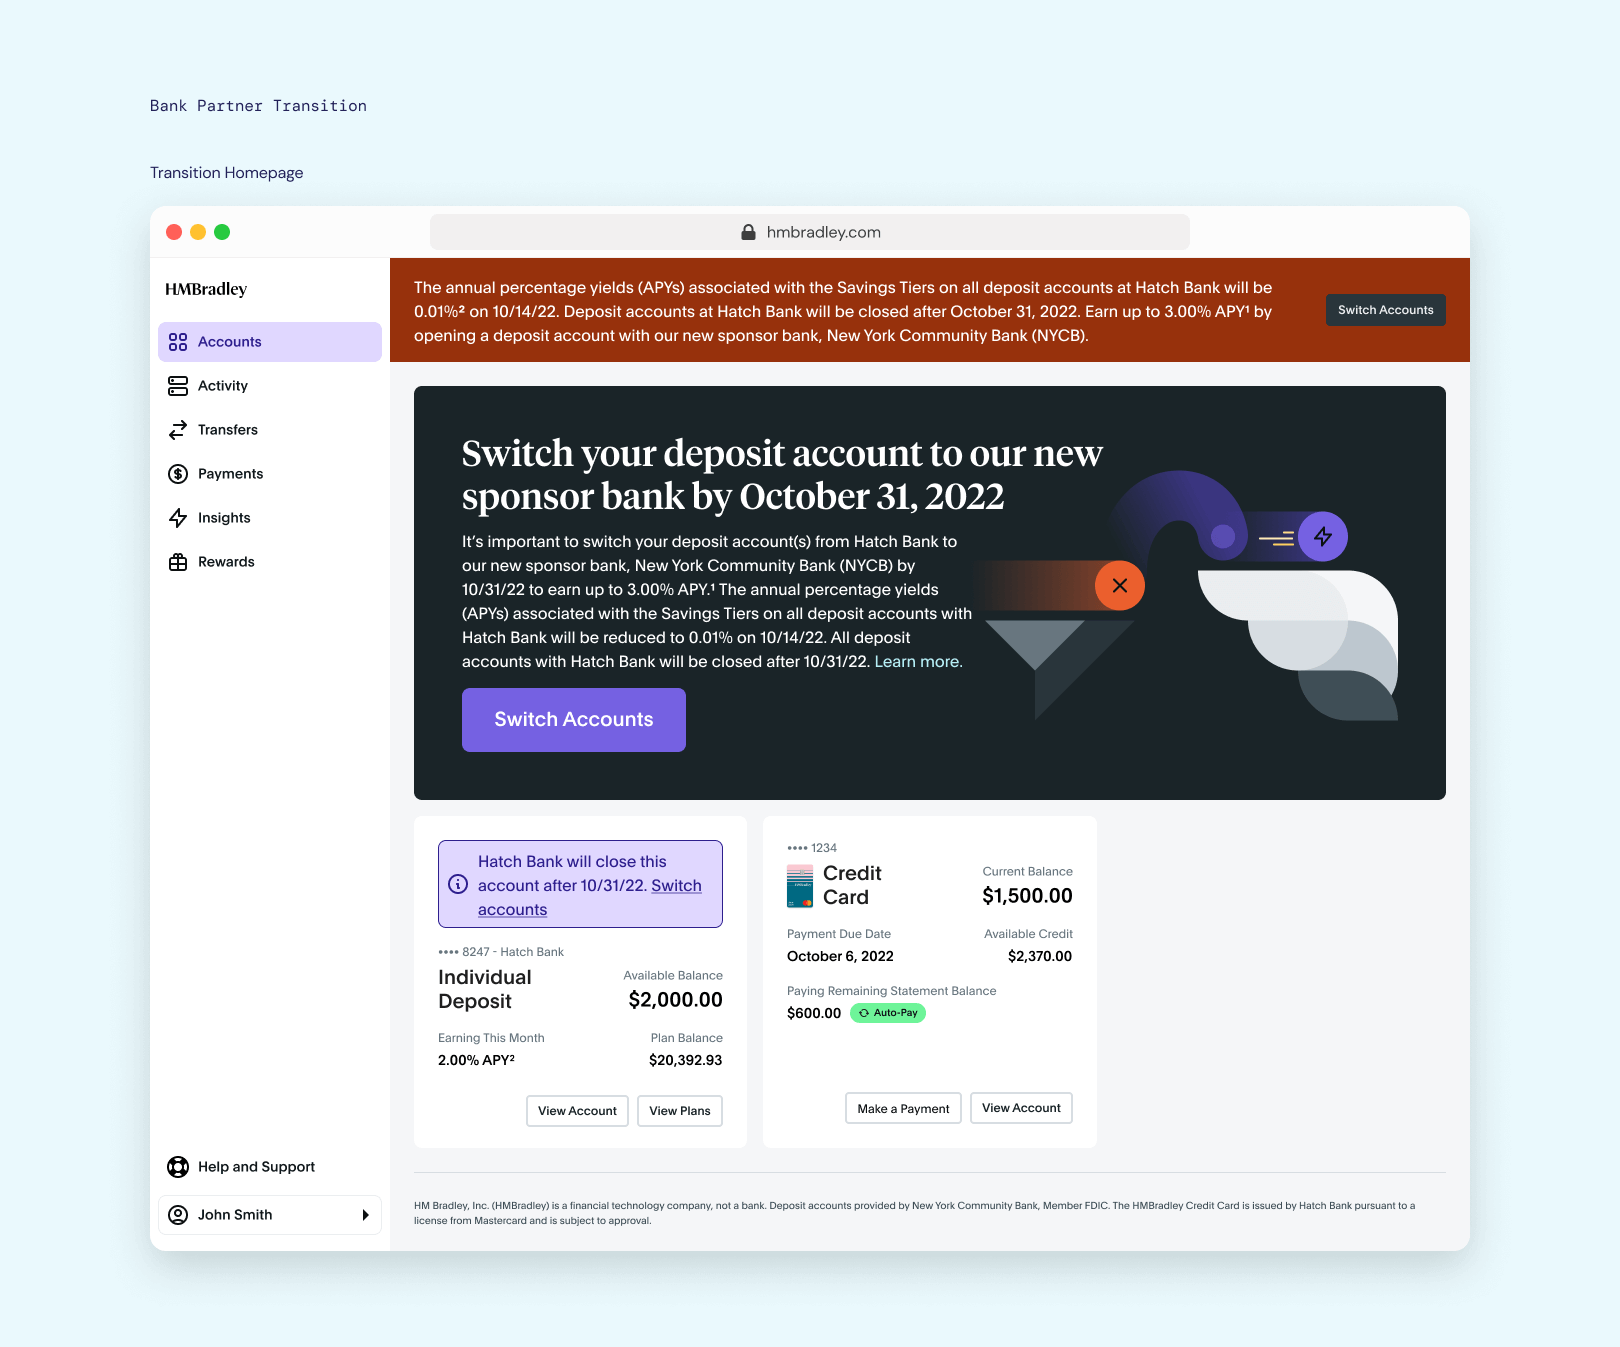 Bank Partner Transition
Transition Homepage
hmbradley.com
HMBradley
Accounts
Activity
Transfers
Payments
Insights
Rewards
Help and Support
John Smith
The annual percentage yields (APYs) associated with the Savings Tiers on all deposit accounts at Hatch Bank will be
0.01%² on 10/14/22. Deposit accounts at Hatch Bank will be closed after October 31, 2022. Earn up to 3.00% APY¹ by
opening a deposit account with our new sponsor bank, New York Community Bank (NYCB).
Switch Accounts
Switch your deposit account to our new
sponsor bank by October 31, 2022
It's important to switch your deposit account(s) from Hatch Bank to
our new sponsor bank, New York Community Bank (NYCB) by
10/31/22 to earn up to 3.00% APY.¹ The annual percentage yields
(APYs) associated with the Savings Tiers on all deposit accounts with
Hatch Bank will be reduced to 0.01% on 10/14/22. All deposit
accounts with Hatch Bank will be closed after 10/31/22. Learn more.
Switch Accounts
Hatch Bank will close this
account after 10/31/22. Switch
accounts
•••• 8247 - Hatch Bank
Individual
Deposit
Available Balance
$2,000.00
Earning This Month
2.00% APY²
Plan Balance
$20,392.93
View Account
View Plans
•••• 1234
Credit
Card
Current Balance
$1,500.00
Payment Due Date
October 6, 2022
Available Credit
$2,370.00
Paying Remaining Statement Balance
$600.00
Auto-Pay
Make a Payment
View Account
HM Bradley, Inc. (HMBradley) is a financial technology company, not a bank. Deposit accounts provided by New York Community Bank, Member FDIC. The HMBradley Credit Card is issued by Hatch Bank pursuant to a
license from Mastercard and is subject to approval.